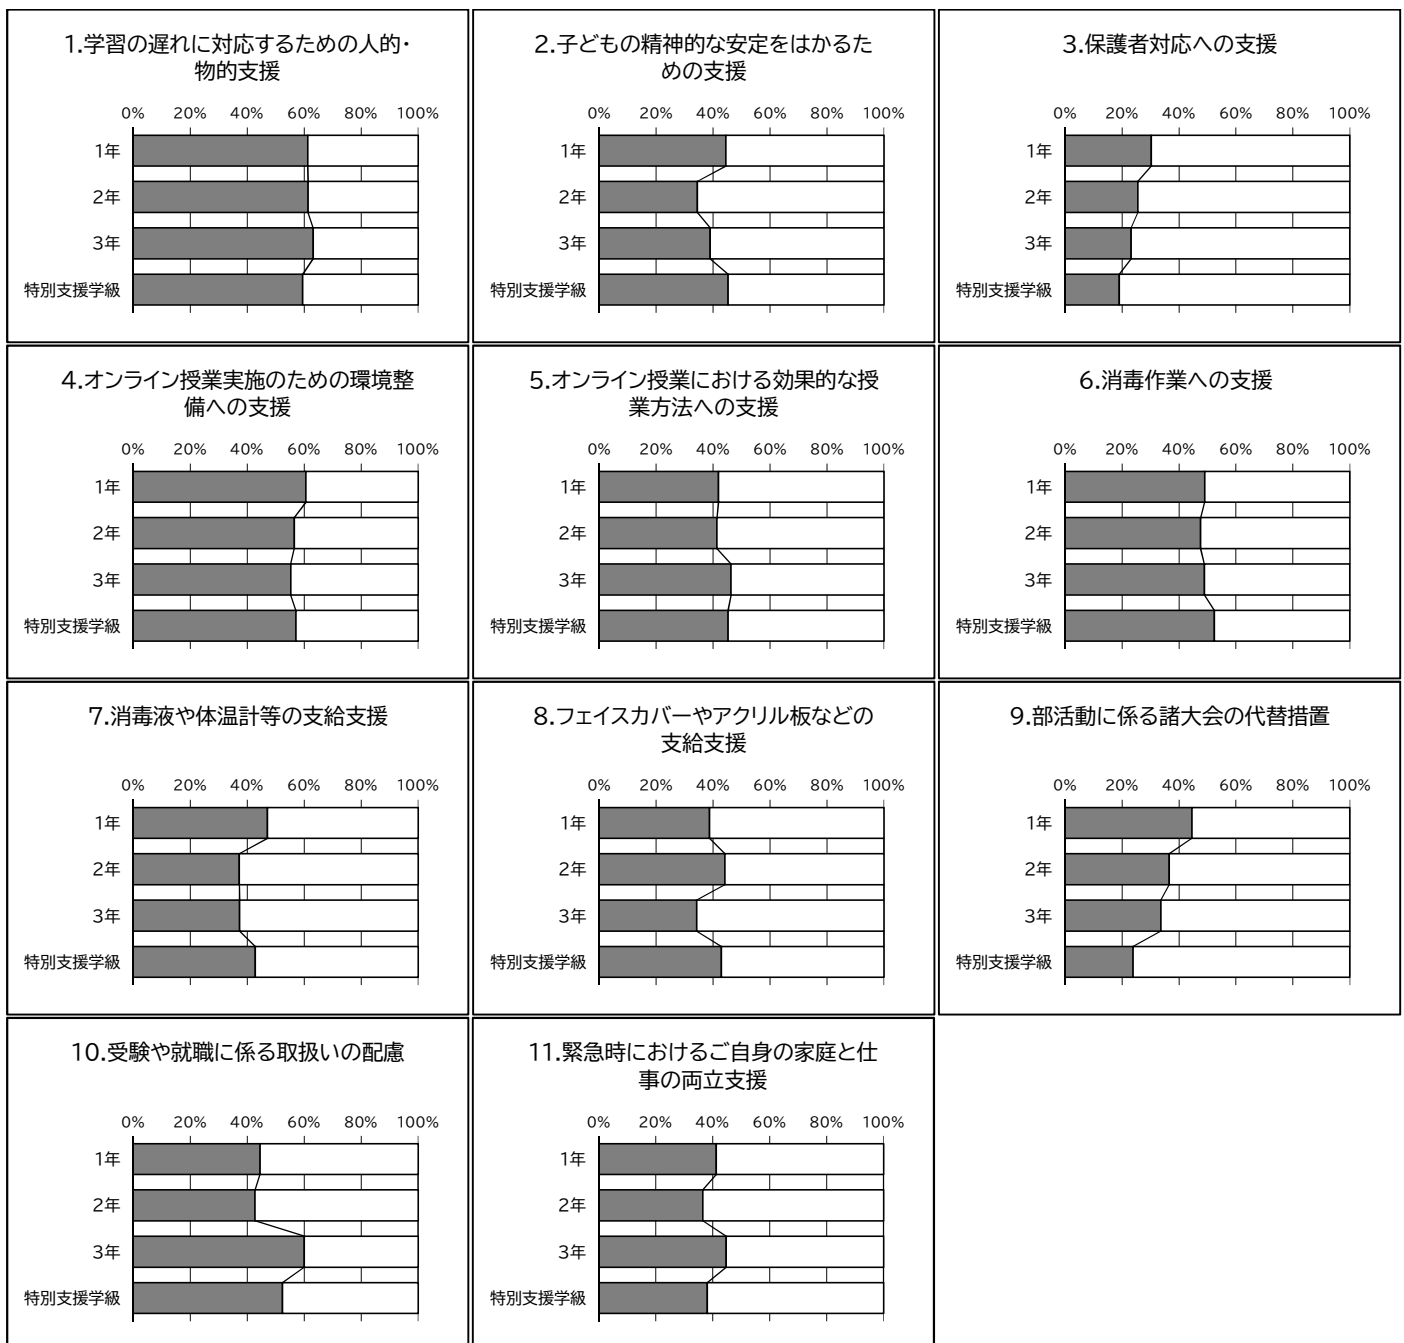 1.学習の遅れに対応するための人的・
物的支援
0% 20% 40% 60% 80% 100%
1年
2年
3年
特別支援学級
2.子どもの精神的な安定をはかるた
めの支援
0% 20% 40% 60% 80% 100%
1年
2年
3年
特別支援学級
3.保護者対応への支援
0% 20% 40% 60% 80% 100%
1年
2年
3年
特別支援学級
4.オンライン授業実施のための環境整
備への支援
0% 20% 40% 60% 80% 100%
1年
2年
3年
特別支援学級
5.オンライン授業における効果的な授
業方法への支援
0% 20% 40% 60% 80% 100%
1年
2年
3年
特別支援学級
6.消毒作業への支援
0% 20% 40% 60% 80% 100%
1年
2年
3年
特別支援学級
7.消毒液や体温計等の支給支援
0% 20% 40% 60% 80% 100%
1年
2年
3年
特別支援学級
8.フェイスカバーやアクリル板などの
支給支援
0% 20% 40% 60% 80% 100%
1年
2年
3年
特別支援学級
9.部活動に係る諸大会の代替措置
0% 20% 40% 60% 80% 100%
1年
2年
3年
特別支援学級
10.受験や就職に係る取扱いの配慮
0% 20% 40% 60% 80% 100%
1年
2年
3年
特別支援学級
11.緊急時におけるご自身の家庭と仕
事の両立支援
0% 20% 40% 60% 80% 100%
1年
2年
3年
特別支援学級